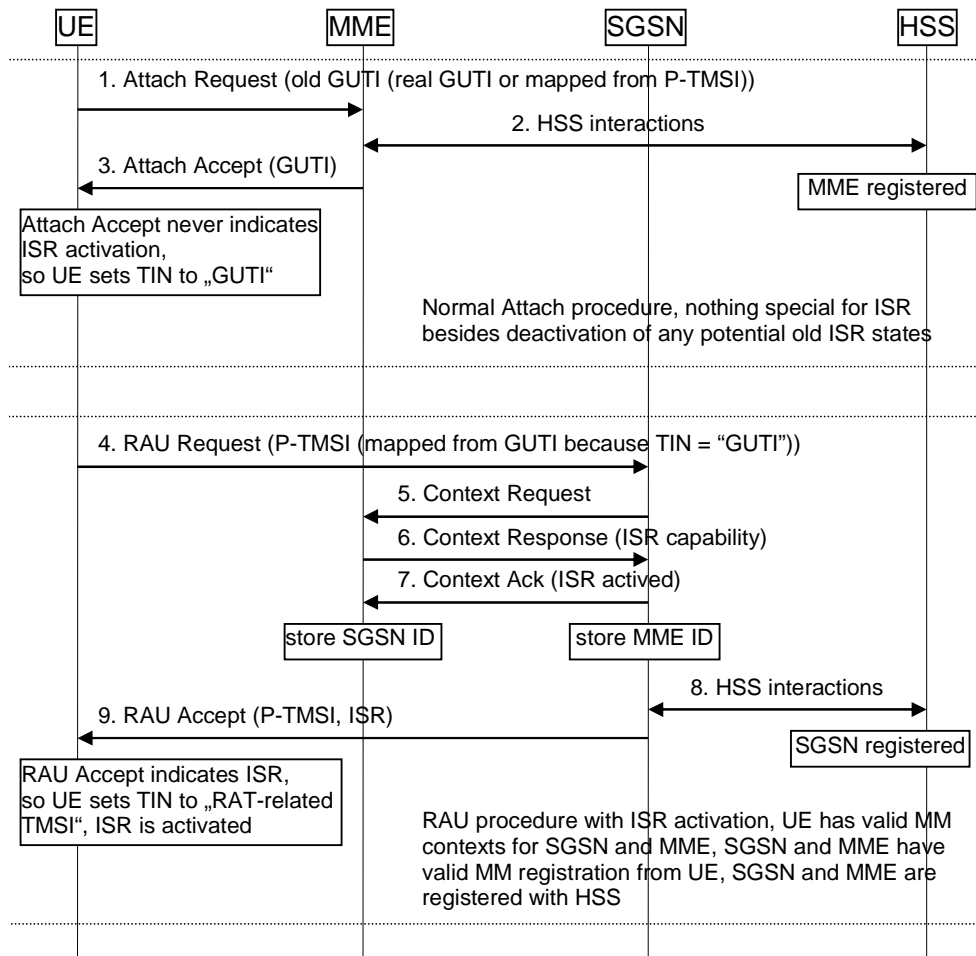 UE MME SGSN HSS
1. Attach Request (old GUTI (real GUTI or mapped from P-TMSI))
2. HSS interactions
3. Attach Accept (GUTI)
MME registered
Attach Accept never indicates
ISR activation,
so UE sets TIN to „GUTI“
Normal Attach procedure, nothing special for ISR
besides deactivation of any potential old ISR states
4. RAU Request (P-TMSI (mapped from GUTI because TIN = “GUTI”))
5. Context Request
6. Context Response (ISR capability)
7. Context Ack (ISR actived)
store SGSN ID
store MME ID
8. HSS interactions
9. RAU Accept (P-TMSI, ISR)
SGSN registered
RAU Accept indicates ISR,
so UE sets TIN to „RAT-related
TMSI“, ISR is activated
RAU procedure with ISR activation, UE has valid MM
contexts for SGSN and MME, SGSN and MME have
valid MM registration from UE, SGSN and MME are
registered with HSS